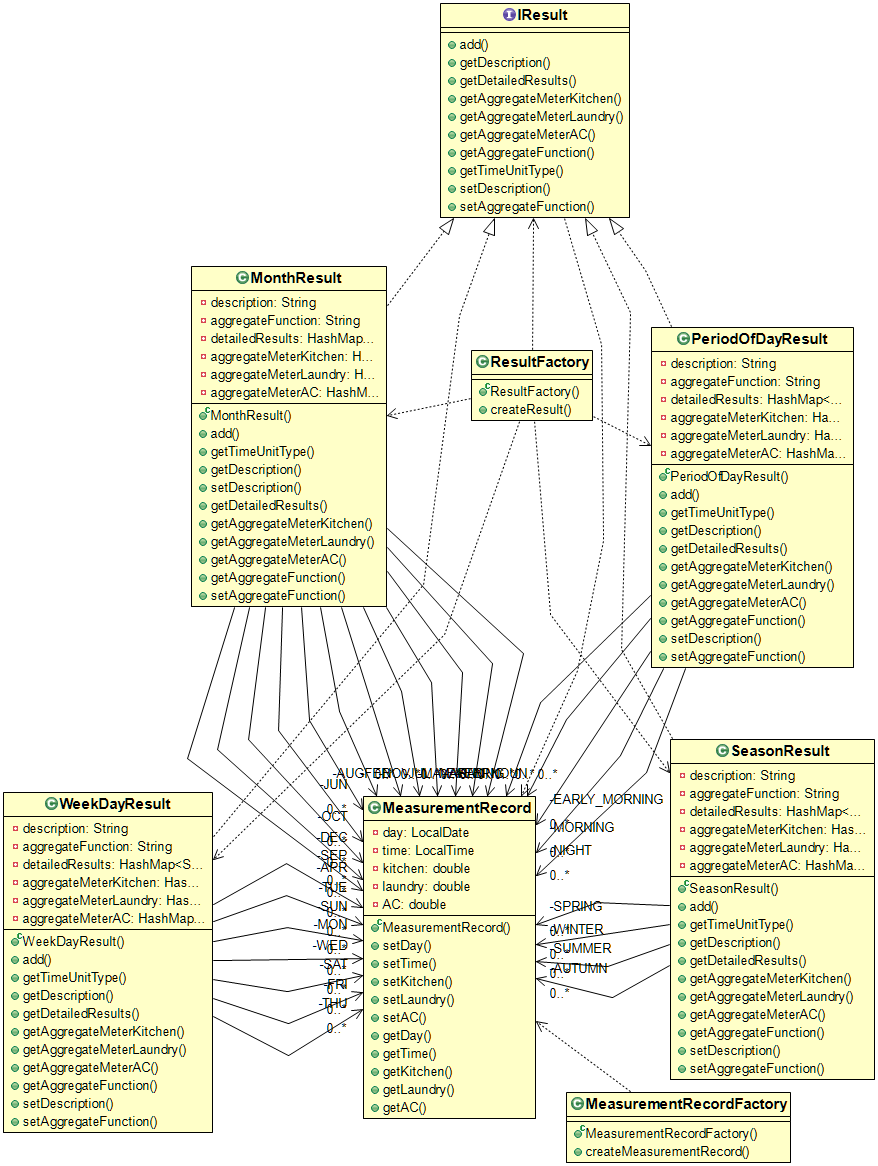 IResult
add()
getDescription()
getDetailedResults()
getAggregateMeterKitchen()
getAggregateMeterLaundry()
getAggregateMeterAC()
getAggregateFunction()
getTimeUnitType()
setDescription()
setAggregateFunction()
MonthResult
description: String
aggregateFunction: String
detailedResults: HashMap...
aggregateMeterKitchen: H...
aggregateMeterLaundry: H...
aggregateMeterAC: HashM...
MonthResult()
add()
getTimeUnitType()
getDescription()
setDescription()
getDetailedResults()
getAggregateMeterKitchen()
getAggregateMeterLaundry()
getAggregateMeterAC()
getAggregateFunction()
setAggregateFunction()
ResultFactory
ResultFactory()
createResult()
PeriodOfDayResult
description: String
aggregateFunction: String
detailedResults: HashMap<...
aggregateMeterKitchen: Ha...
aggregateMeterLaundry: Ha...
aggregateMeterAC: HashMa...
PeriodOfDayResult()
add()
getTimeUnitType()
getDescription()
getDetailedResults()
getAggregateMeterKitchen()
getAggregateMeterLaundry()
getAggregateMeterAC()
getAggregateFunction()
setDescription()
setAggregateFunction()
WeekDayResult
description: String
aggregateFunction: String
detailedResults: HashMap<S...
aggregateMeterKitchen: Has...
aggregateMeterLaundry: Has...
aggregateMeterAC: HashMap...
WeekDayResult()
add()
getTimeUnitType()
getDescription()
getDetailedResults()
getAggregateMeterKitchen()
getAggregateMeterLaundry()
getAggregateMeterAC()
getAggregateFunction()
setDescription()
setAggregateFunction()
-JUN
0..*
-OCT
-DEC
-SEP
-APR
-TUE
-SUN
-MON
-WED
-SAT
-FRI
-THU
0..*
MeasurementRecord
day: LocalDate
time: LocalTime
kitchen: double
laundry: double
AC: double
MeasurementRecord()
setDay()
setTime()
setKitchen()
setLaundry()
setAC()
getDay()
getTime()
getKitchen()
getLaundry()
getAC()
0..*
-EARLY_MORNING
0..*
-MORNING
0..*
-NIGHT
0..*
-SPRING
0..*
-WINTER
0..*
-SUMMER
0..*
-AUTUMN
0..*
SeasonResult
description: String
aggregateFunction: String
detailedResults: HashMap<...
aggregateMeterKitchen: Has...
aggregateMeterLaundry: Has...
aggregateMeterAC: HashMa...
SeasonResult()
add()
getTimeUnitType()
getDescription()
getDetailedResults()
getAggregateMeterKitchen()
getAggregateMeterLaundry()
getAggregateMeterAC()
getAggregateFunction()
setDescription()
setAggregateFunction()
MeasurementRecordFactory
MeasurementRecordFactory()
createMeasurementRecord()